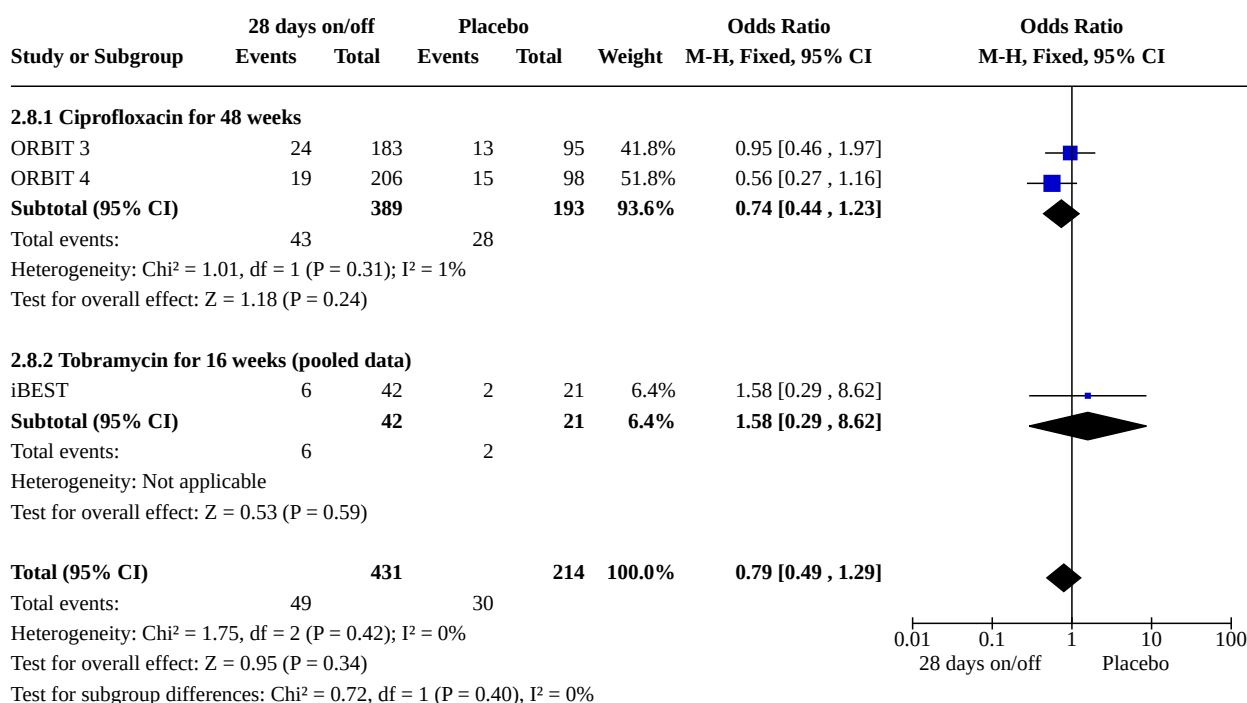 28 days on/off Placebo Odds Ratio Odds Ratio
Study or Subgroup Events Total Events Total Weight M-H, Fixed, 95% CI M-H, Fixed, 95% CI
2.8.1 Ciprofloxacin for 48 weeks
ORBIT 3 24 183 13 95 41.8% 0.95 [0.46 , 1.97]
ORBIT 4 19 206 15 98 51.8% 0.56 [0.27 , 1.16]
Subtotal (95% CI) 389 193 93.6% 0.74 [0.44 , 1.23]
Total events: 43 28
Heterogeneity: Chi² = 1.01, df = 1 (P = 0.31); I² = 1%
Test for overall effect: Z = 1.18 (P = 0.24)
2.8.2 Tobramycin for 16 weeks (pooled data)
iBEST 6 42 2 21 6.4% 1.58 [0.29 , 8.62]
Subtotal (95% CI) 42 21 6.4% 1.58 [0.29 , 8.62]
Total events: 6 2
Heterogeneity: Not applicable
Test for overall effect: Z = 0.53 (P = 0.59)
Total (95% CI) 431 214 100.0% 0.79 [0.49 , 1.29]
Total events: 49 30
Heterogeneity: Chi² = 1.75, df = 2 (P = 0.42); I² = 0%
0.01 0.1 1 10 100
Test for overall effect: Z = 0.95 (P = 0.34) 28 days on/off Placebo
Test for subgroup differences: Chi² = 0.72, df = 1 (P = 0.40), I² = 0%